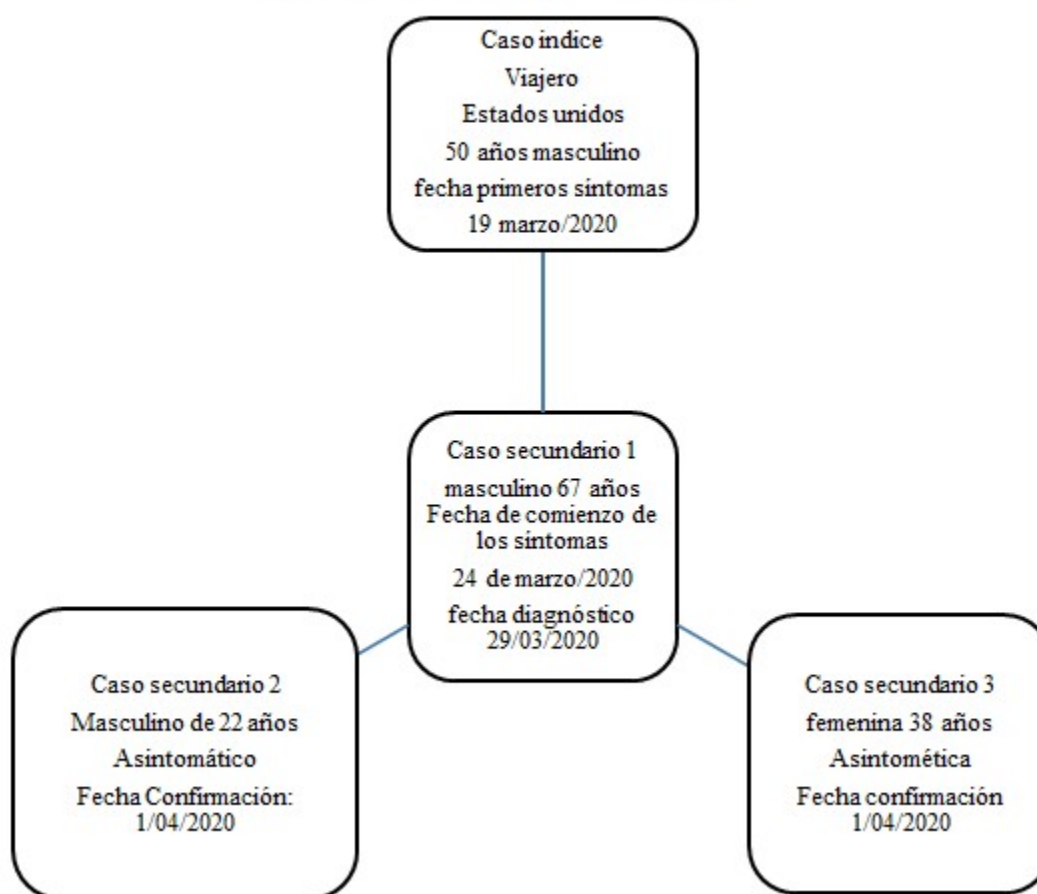 Caso indice
Viajero
Estados unidos
50 años masculino
fecha primeros síntomas
19 marzo/2020
Caso secundario 1
masculino 67 años
Fecha de comienzo de
los síntomas
24 de marzo/2020
fecha diagnóstico
29/03/2020
Caso secundario 2
Masculino de 22 años
Asintomático
Fecha Confirmación:
1/04/2020
Caso secundario 3
femenina 38 años
Asintomética
Fecha confirmación
1/04/2020